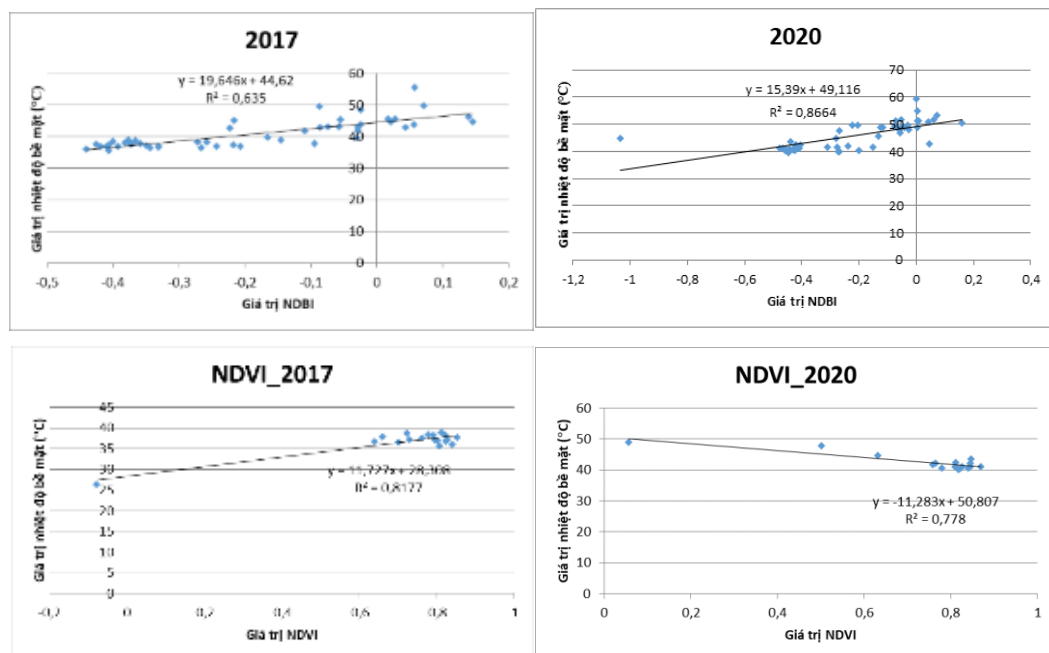 2017
y = 19,646x + 44,62
R² = 0,635
Giá trị nhiệt độ bề mặt (°C)
60
50
40
30
20
10
0
-0,5 -0,4 -0,3 -0,2 -0,1 0 0,1 0,2
Giá trị NDBI
2020
y = 15,39x + 49,116
R² = 0,8664
Giá trị nhiệt độ bề mặt (°C)
70
60
50
40
30
20
10
0
-1,2 -1 -0,8 -0,6 -0,4 -0,2 0 0,2 0,4
Giá trị NDBI
NDVI_2017
Giá trị nhiệt độ bề mặt (°C)
45
40
35
30
25
20
15
10
5
0
y = 11,727x + 28,308
R² = 0,8177
-0,2 0 0,2 0,4 0,6 0,8 1
Giá trị NDVI
NDVI_2020
Giá trị nhiệt độ bề mặt (°C)
60
50
40
30
20
10
0
y = -11,283x + 50,807
R² = 0,778
0 0,2 0,4 0,6 0,8 1
Giá trị NDVI